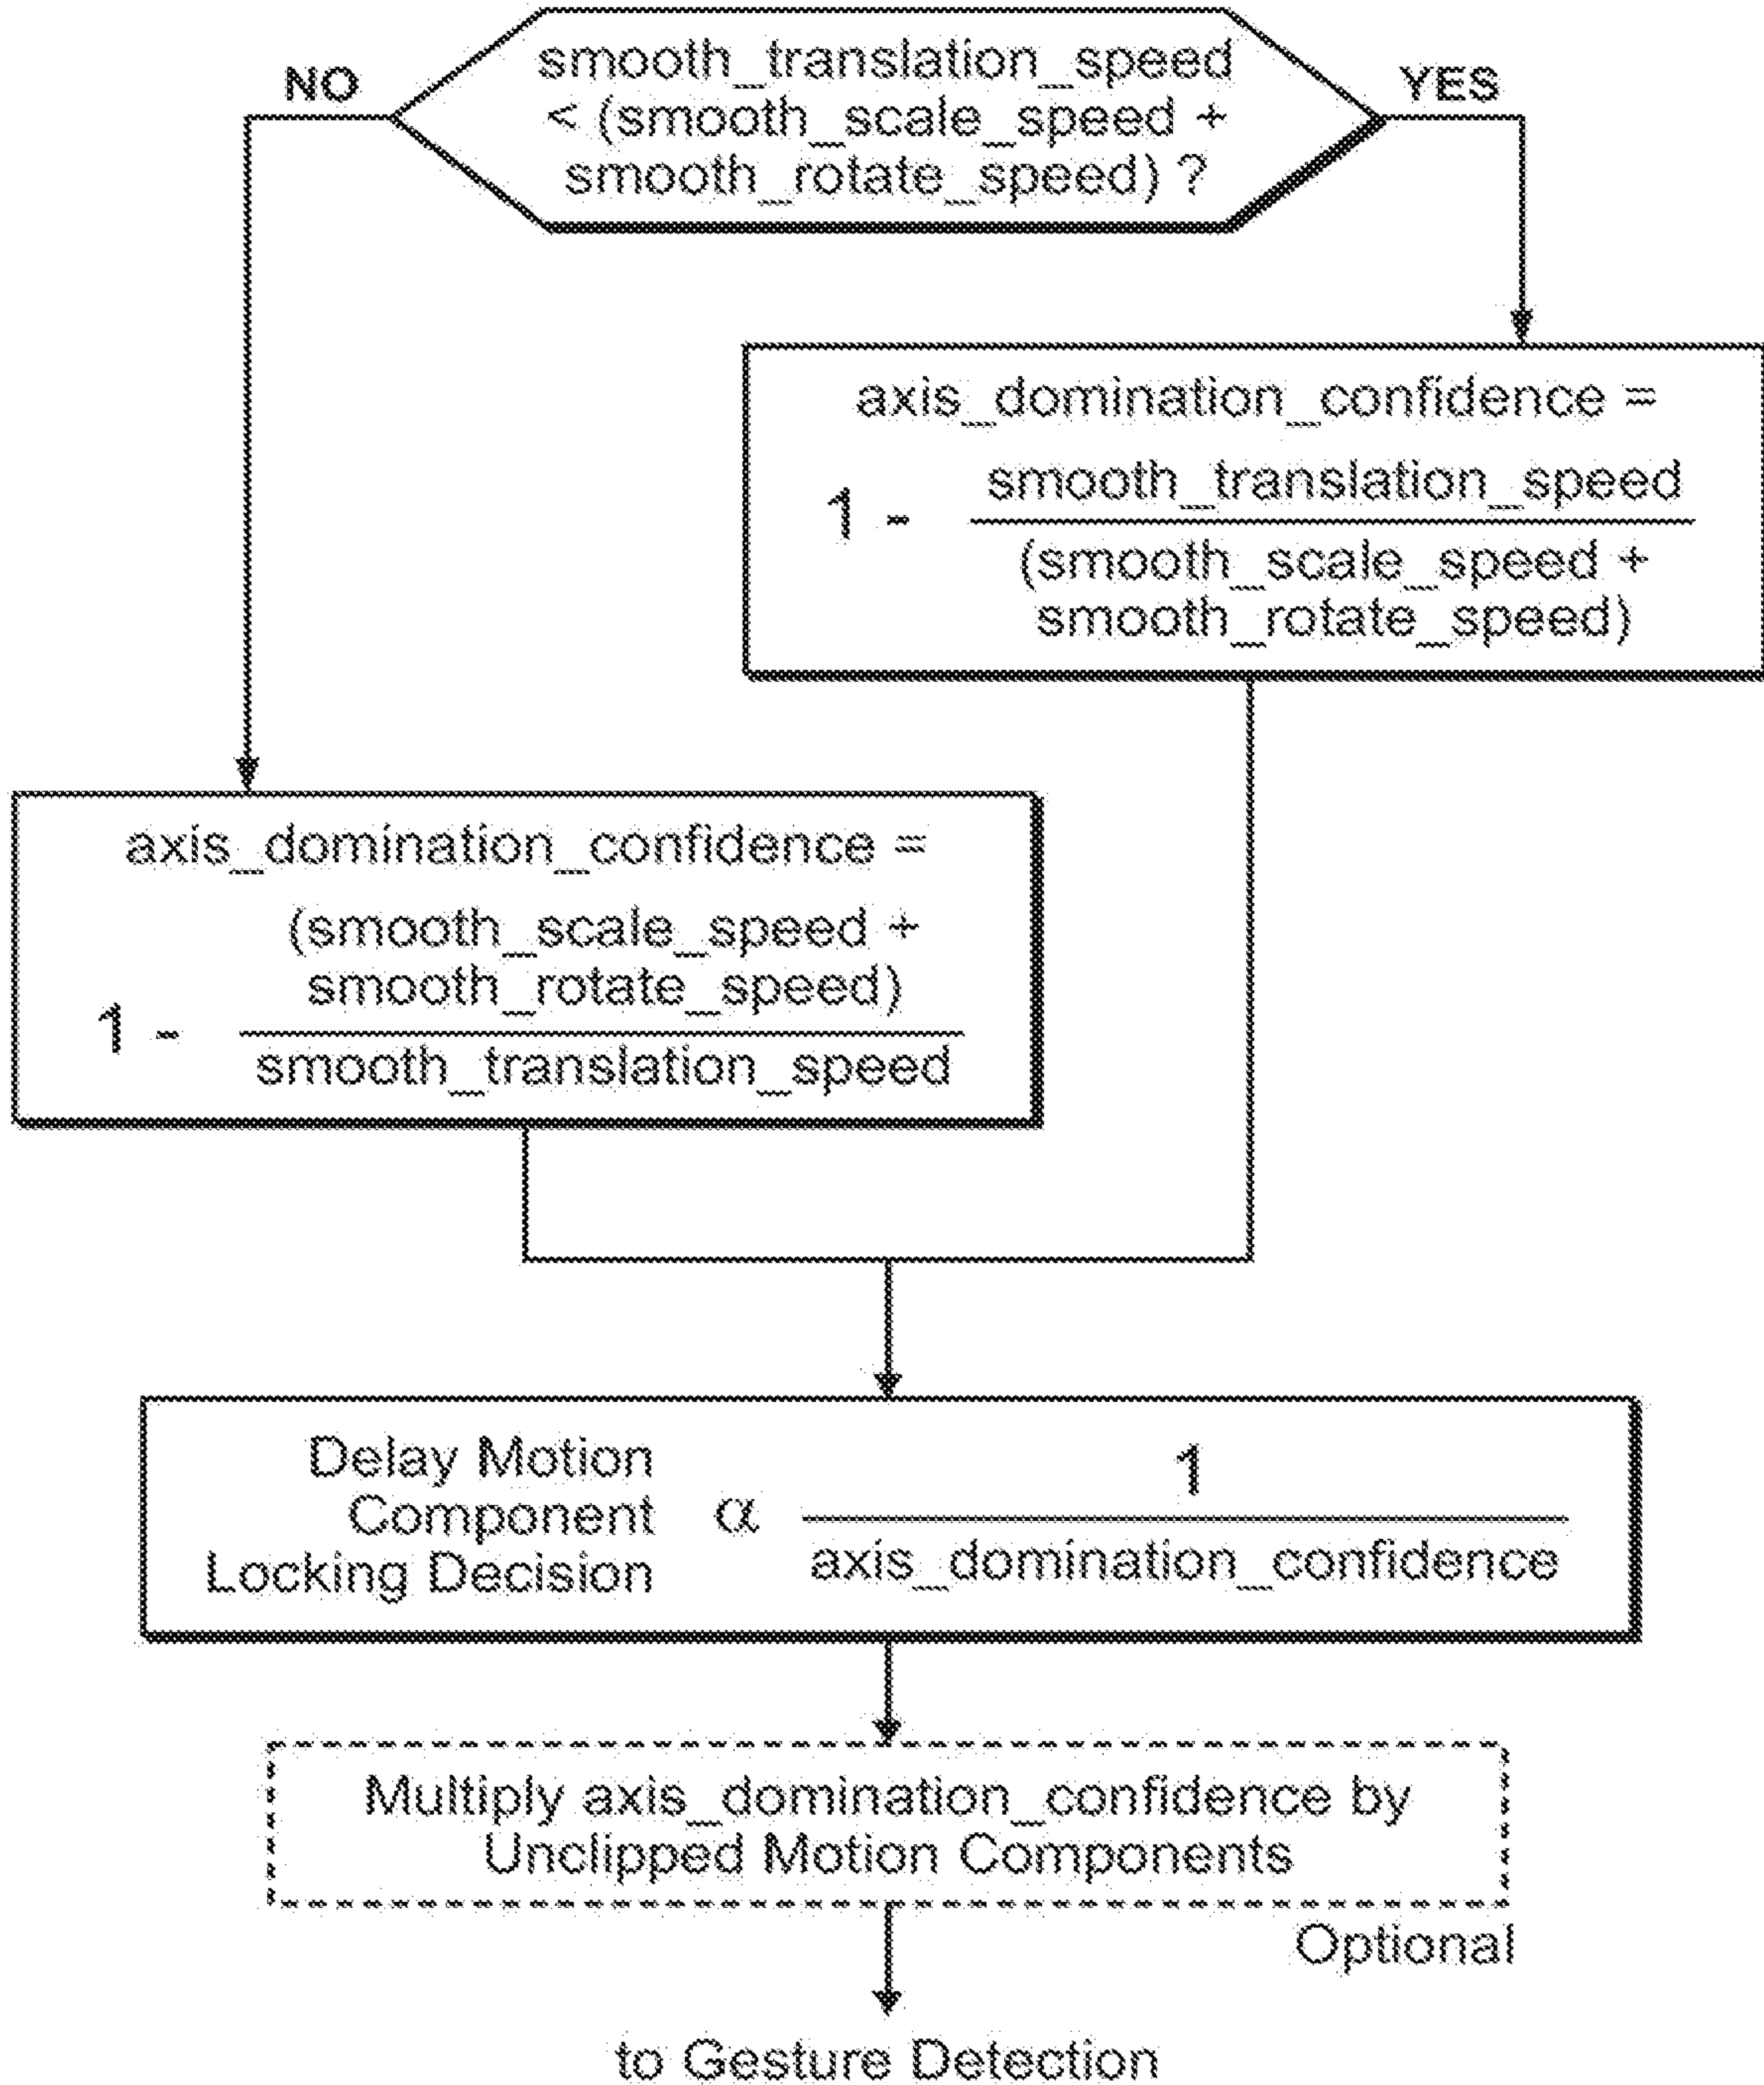 smooth_translation_speed
< (smooth_scale_speed +
smooth_rotate_speed) ?
NO
YES
axis_domination_confidence =
1 -
smooth_translation_speed
(smooth_scale_speed +
smooth_rotate_speed)
axis_domination_confidence =
(smooth_scale_speed +
smooth_rotate_speed)
1 -
smooth_translation_speed
Delay Motion
Component
Locking Decision
α
1
axis_domination_confidence
Multiply axis_domination_confidence by
Unclipped Motion Components
Optional
to Gesture Detection